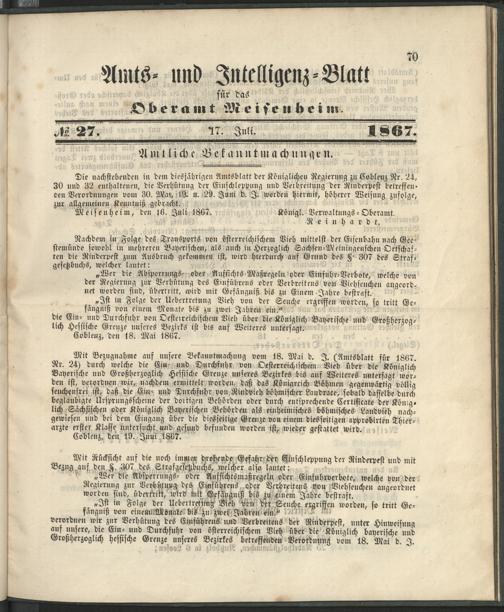 70
Amts- und Intelligenz-Blatt
für das
Oberamt Meisenheim.
№ 27. 17. Juli. 1867.
Amtliche Bekanntmachungen.
Die nachstehenden in dem diesjährigen Amtsblatt der Königlichen Regierung zu Coblenz Nr. 24,
30 und 32 enthaltenen, die Verhütung der Einschleppung und Verbreitung der Rinderpest betreffen-
den Verordnungen vom 30. Mai, 19. u. 29. Juni d. J. werden hiermit, höherer Weisung zufolge,
zur allgemeinen Kenntniß gebracht.
Meisenheim, den 16. Juli 1867. Königl. Verwaltungs-Oberamt.
Reinhardt.
Nachdem in Folge des Transports von österreichischem Vieh mittelst der Eisenbahn nach Gee-
stemünde sowohl in mehreren Bayerischen, als auch in Herzoglich Sachsen-Meiningenschen Ortschaf-
ten die Rinderpest zum Ausbruch gekommen ist, wird hierdurch auf Grund des § 307 des Straf-
gesetzbuchs, welcher lautet:
„Wer die Absperrungs- oder Aufsichts-Maßregeln oder Einfuhr-Verbote, welche von
der Regierung zur Verhütung des Einführens oder Verbreitens von Viehseuchen angeord-
net worden sind, übertritt, wird mit Gefängniß bis zu Einem Jahre bestraft.
„Ist in Folge der Uebertretung Vieh von der Seuche ergriffen worden, so tritt Ge-
fängniß von einem Monate bis zu zwei Jahren ein.“
die Ein- und Durchfuhr von Oesterreichischem Vieh über die Königlich Bayerische und Großherzog-
lich Hessische Grenze unseres Bezirks bis auf Weiteres untersagt.
Coblenz, den 18. Mai 1867.
Mit Bezugnahme auf unsere Bekanntmachung vom 18. Mai d. J. (Amtsblatt für 1867.
Nr. 24) durch welche die Ein- und Durchfuhr von Oesterreichischem Vieh über die Königlich
Bayerische und Großherzogl. Hessische Grenze unseres Bezirks bis auf Weiteres untersagt wor-
den ist, verordnen wir, nachdem ermittelt worden, daß das Königreich Böhmen gegenwärtig völlig
seuchenfrei ist, daß die Ein- und Durchfuhr von Rindvieh böhmischer Landrace, sobald dasselbe durch
beglaubigte Ursprungsscheine der dortigen Behörden oder durch entsprechende Certificate der König-
lich Sächsischen oder Königlich Bayerischen Behörden als einheimisches böhmisches Landvieh nach-
gewiesen und bei dem Eingang über die diesseitige Grenze von einem diesseitigen approbirten Thier-
arzte erster Klasse untersucht und gesund befunden worden ist, wieder gestattet wird.
Coblenz, den 19. Juni 1867.
Mit Rücksicht auf die noch immer drohende Gefahr der Einschleppung der Rinderpest und mit
Bezug auf den § 307 des Strafgesetzbuchs, welcher also lautet:
„Wer die Absperrungs- oder Aufsichtsmaßregeln oder Einfuhrverbote, welche von der
Regierung zur Verhütung des Einführens oder Verbreitens von Viehseuchen angeordnet
worden sind, übertritt, wird mit Gefängniß bis zu einem Jahre bestraft.
„Ist in Folge der Uebertretung Vieh von der Seuche ergriffen worden, so tritt Ge-
fängniß von einem Monate bis zu zwei Jahren ein“
verordnen wir zur Verhütung des Einführens und Verbreitens der Rinderpest, unter Hinweisung
auf unsere, die Ein- und Durchfuhr von österreichischem Vieh über die Königlich bayerische und
Großherzoglich hessische Grenze unseres Bezirks betreffenden Verordnung vom 18. Mai d. J.